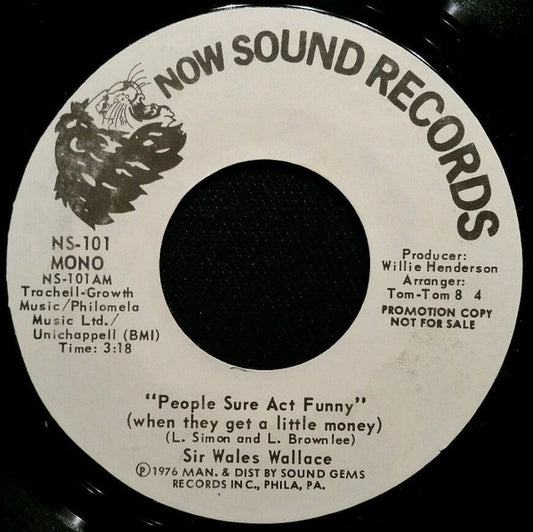 NOW SOUND RECORDS
NS-101
MONO
NS-101AM
Trachell-Growth
Music/Philomela
Music Ltd./
Unichappell (BMI)
Time: 3:18
Producer:
Willie Henderson
Arranger:
Tom-Tom 8 4
PROMOTION COPY
NOT FOR SALE
"People Sure Act Funny"
(when they get a little money)
(L. Simon and L. Brownlee)
Sir Wales Wallace
Ⓟ1976 MAN. & DIST BY SOUND GEMS
RECORDS INC., PHILA, PA.